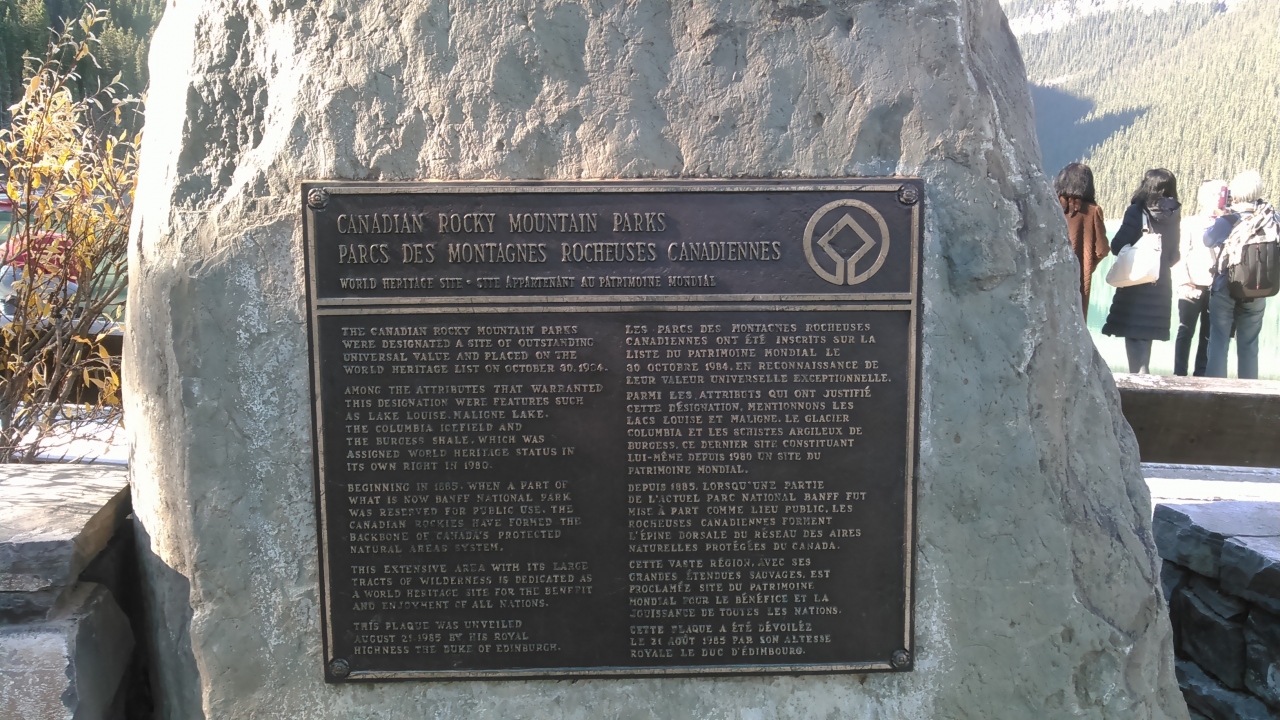 CANADIAN ROCKY MOUNTAIN PARKS
PARCS DES MONTAGNES ROCHEUSES CANADIENNES
WORLD HERITAGE SITE • SITE APPARTENANT AU PATRIMOINE MONDIAL
THE CANADIAN ROCKY MOUNTAIN PARKS
WERE DESIGNATED A SITE OF OUTSTANDING
UNIVERSAL VALUE AND PLACED ON THE
WORLD HERITAGE LIST ON OCTOBER 30, 1984.
AMONG THE ATTRIBUTES THAT WARRANTED
THIS DESIGNATION WERE FEATURES SUCH
AS LAKE LOUISE, MALIGNE LAKE,
THE COLUMBIA ICEFIELD AND
THE BURGESS SHALE, WHICH WAS
ASSIGNED WORLD HERITAGE STATUS IN
ITS OWN RIGHT IN 1980.
BEGINNING IN 1885, WHEN A PART OF
WHAT IS NOW BANFF NATIONAL PARK
WAS RESERVED FOR PUBLIC USE, THE
CANADIAN ROCKIES HAVE FORMED THE
BACKBONE OF CANADA'S PROTECTED
NATURAL AREAS SYSTEM.
THIS EXTENSIVE AREA WITH ITS LARGE
TRACTS OF WILDERNESS IS DEDICATED AS
A WORLD HERITAGE SITE FOR THE BENEFIT
AND ENJOYMENT OF ALL NATIONS.
THIS PLAQUE WAS UNVEILED
AUGUST 21 1985 BY HIS ROYAL
HIGHNESS THE DUKE OF EDINBURGH.
LES PARCS DES MONTAGNES ROCHEUSES
CANADIENNES ONT ÉTÉ INSCRITS SUR LA
LISTE DU PATRIMOINE MONDIAL LE
30 OCTOBRE 1984, EN RECONNAISSANCE DE
LEUR VALEUR UNIVERSELLE EXCEPTIONNELLE.
PARMI LES ATTRIBUTS QUI ONT JUSTIFIÉ
CETTE DÉSIGNATION, MENTIONNONS LES
LACS LOUISE ET MALIGNE, LE GLACIER
COLUMBIA ET LES SCHISTES ARGILEUX DE
BURGESS, CE DERNIER SITE CONSTITUANT
LUI-MÊME DEPUIS 1980 UN SITE DU
PATRIMOINE MONDIAL.
DEPUIS 1885, LORSQU'UNE PARTIE
DE L'ACTUEL PARC NATIONAL BANFF FUT
MISE À PART COMME LIEU PUBLIC, LES
ROCHEUSES CANADIENNES FORMENT
L'ÉPINE DORSALE DU RÉSEAU DES AIRES
NATURELLES PROTÉGÉES DU CANADA.
CETTE VASTE RÉGION, AVEC SES
GRANDES ÉTENDUES SAUVAGES, EST
PROCLAMÉE SITE DU PATRIMOINE
MONDIAL POUR LE BÉNÉFICE ET LA
JOUISSANCE DE TOUTES LES NATIONS.
CETTE PLAQUE A ÉTÉ DÉVOILÉE
LE 21 AOÛT 1985 PAR SON ALTESSE
ROYALE LE DUC D'ÉDIMBOURG.